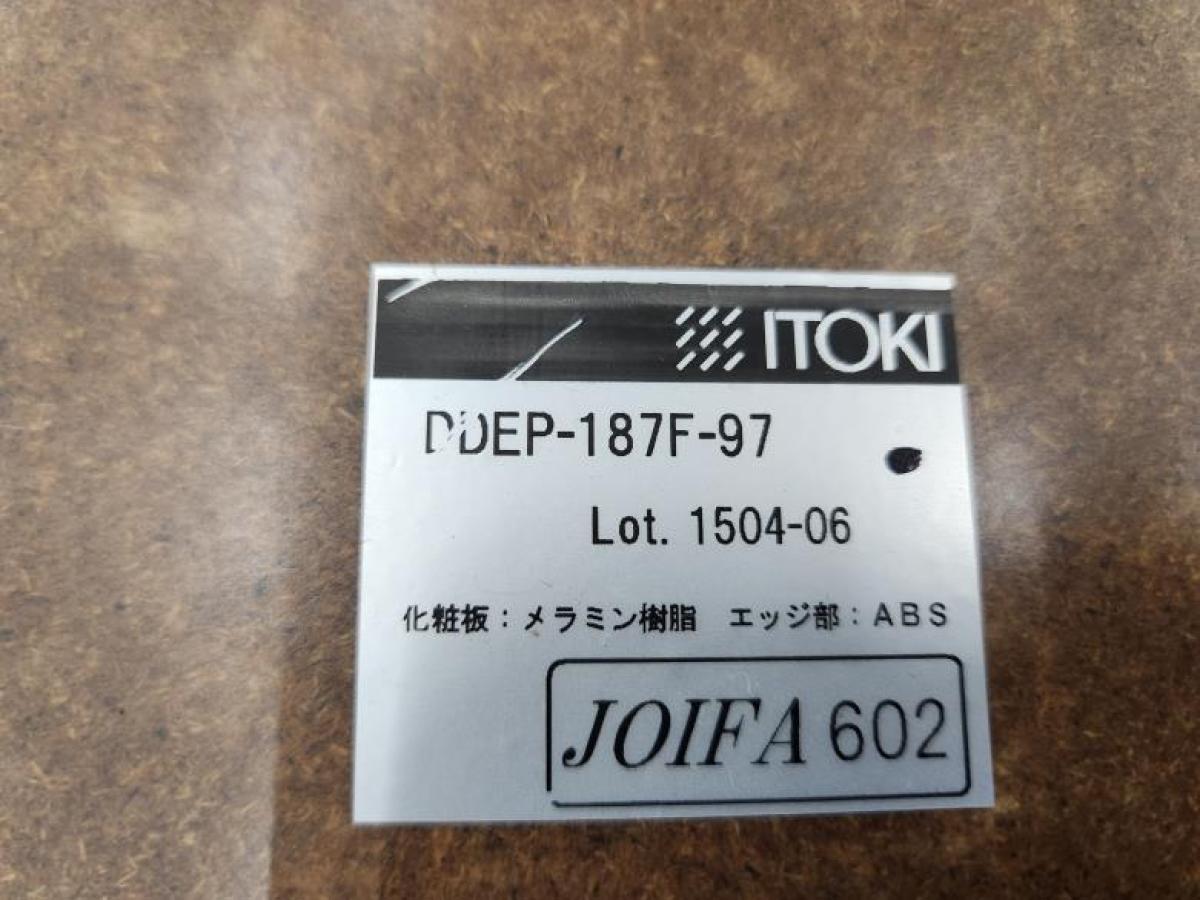 ITOKI
DDEP-187F-97
Lot. 1504-06
化粧板：メラミン樹脂　エッジ部：ABS
JOIFA 602